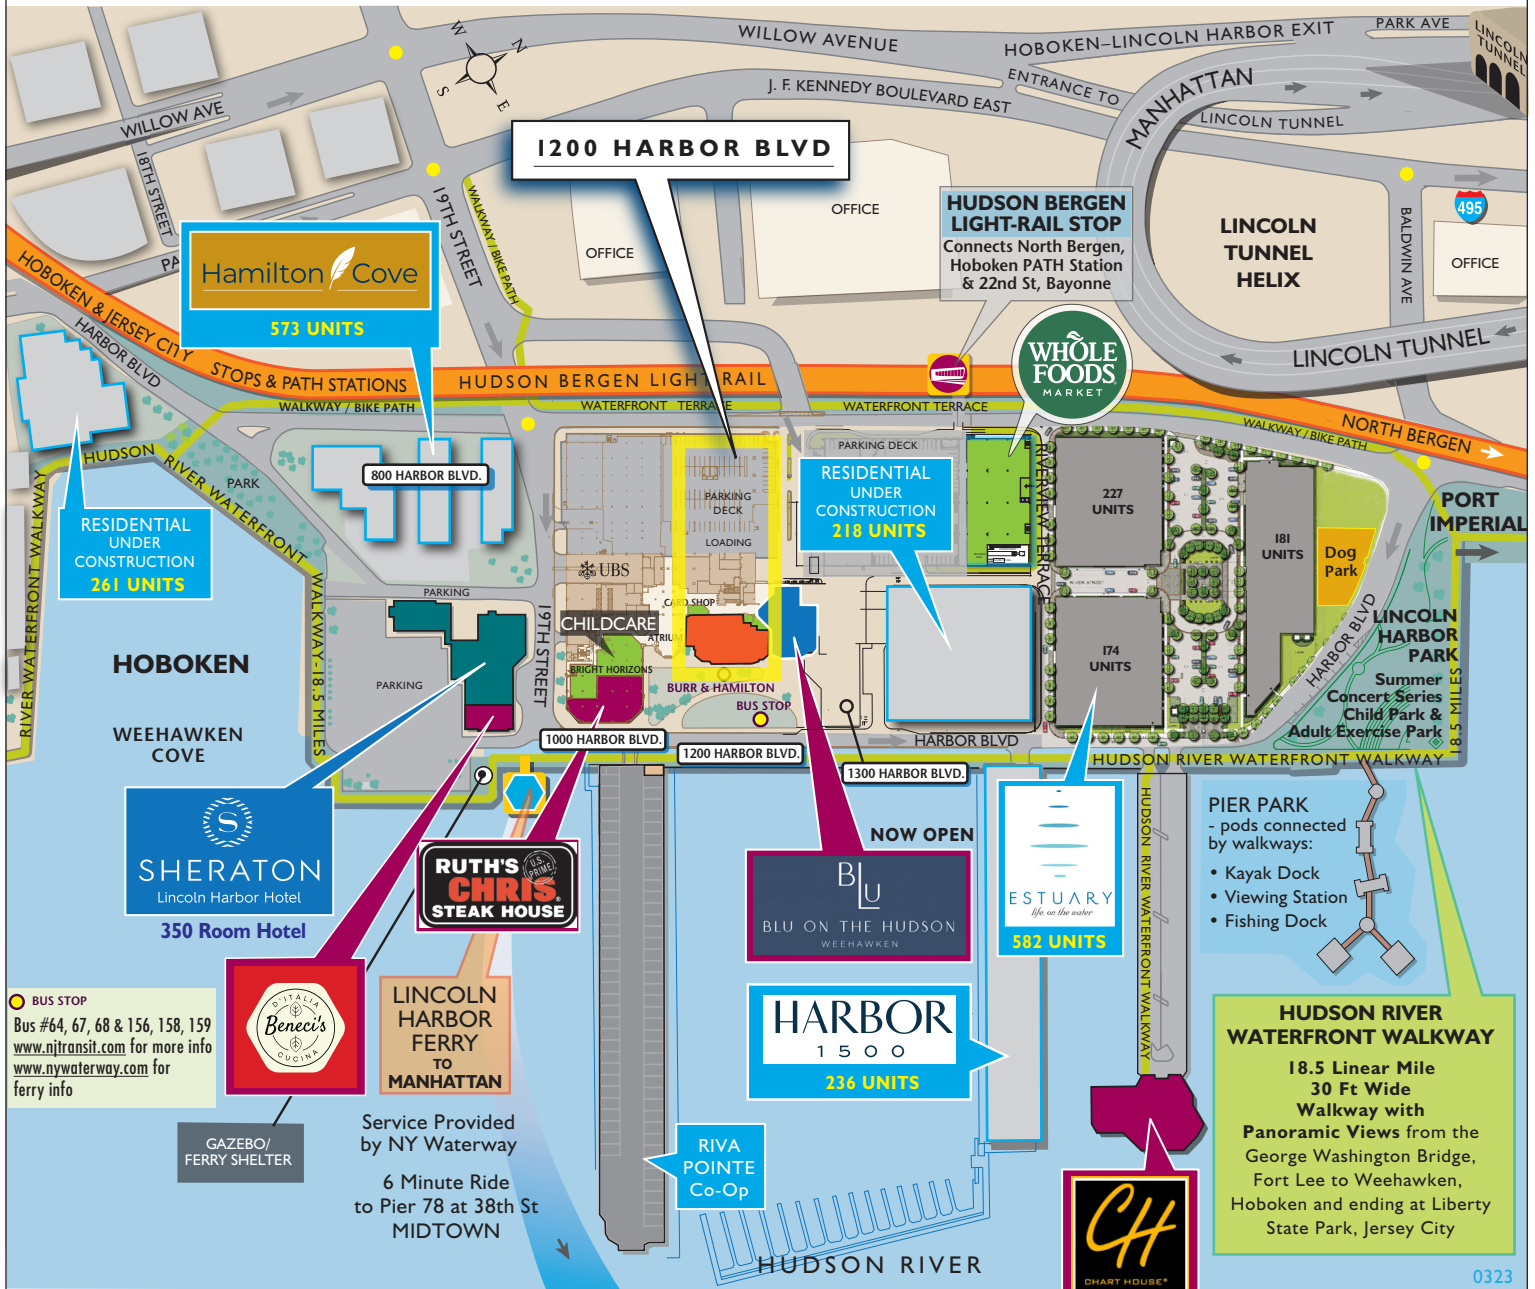 WILLOW AVENUE
HOBOKEN–LINCOLN HARBOR EXIT
PARK AVE
LINCOLN
TUNNEL
W
N
S
E
J. F. KENNEDY BOULEVARD EAST
ENTRANCE TO
LINCOLN TUNNEL
MANHATTAN
WILLOW AVE
18TH STREET
PA
19TH STREET
WALKWAY / BIKE PATH
1200 HARBOR BLVD
OFFICE
OFFICE
HUDSON BERGEN
LIGHT-RAIL STOP
Connects North Bergen,
Hoboken PATH Station
& 22nd St, Bayonne
LINCOLN
TUNNEL
HELIX
BALDWIN AVE
495
OFFICE
LINCOLN TUNNEL
Hamilton Cove
573 UNITS
HOBOKEN & JERSEY CITY
STOPS & PATH STATIONS
HUDSON BERGEN LIGHT RAIL
NORTH BERGEN
HARBOR BLVD
WALKWAY / BIKE PATH
WATERFRONT TERRACE
WATERFRONT TERRACE
WALKWAY / BIKE PATH
WHOLE
FOODS
MARKET
PARKING DECK
800 HARBOR BLVD.
HUDSON
RIVER WATERFRONT
WALKWAY-18.5 MILES
RIVER WATERFRONT WALKWAY
PARK
RESIDENTIAL
UNDER
CONSTRUCTION
261 UNITS
PARKING
DECK
LOADING
RESIDENTIAL
UNDER
CONSTRUCTION
218 UNITS
RIVERVIEW TERRACE
227
UNITS
181
UNITS
Dog
Park
PORT
IMPERIAL
UBS
CARD SHOP
ATRIUM
CHILDCARE
BRIGHT HORIZONS
BURR & HAMILTON
BUS STOP
RIVER STREET
174
UNITS
PARKING
PARKING
19TH STREET
HOBOKEN
WEEHAWKEN
COVE
HARBOR BLVD
LINCOLN
HARBOR
PARK
Summer
Concert Series
Child Park &
Adult Exercise Park
18.5 MILES
1000 HARBOR BLVD.
1200 HARBOR BLVD.
1300 HARBOR BLVD.
HARBOR BLVD
HUDSON RIVER WATERFRONT WALKWAY
SHERATON
Lincoln Harbor Hotel
350 Room Hotel
RUTH'S
U.S.
PRIME
CHRIS
STEAK HOUSE
NOW OPEN
BLU
BLU ON THE HUDSON
WEEHAWKEN
ESTUARY
life. on the water
582 UNITS
HUDSON RIVER WATERFRONT WALKWAY
PIER PARK
- pods connected
by walkways:
• Kayak Dock
• Viewing Station
• Fishing Dock
BUS STOP
Bus #64, 67, 68 & 156, 158, 159
www.njtransit.com for more info
www.nywaterway.com for
ferry info
D'ITALIA
Beneci's
CUCINA
LINCOLN
HARBOR
FERRY
TO
MANHATTAN
HARBOR
1500
236 UNITS
GAZEBO/
FERRY SHELTER
Service Provided
by NY Waterway
6 Minute Ride
to Pier 78 at 38th St
MIDTOWN
RIVA
POINTE
Co-Op
CH
CHART HOUSE
HUDSON RIVER
WATERFRONT WALKWAY
18.5 Linear Mile
30 Ft Wide
Walkway with
Panoramic Views from the
George Washington Bridge,
Fort Lee to Weehawken,
Hoboken and ending at Liberty
State Park, Jersey City
HUDSON RIVER
0323